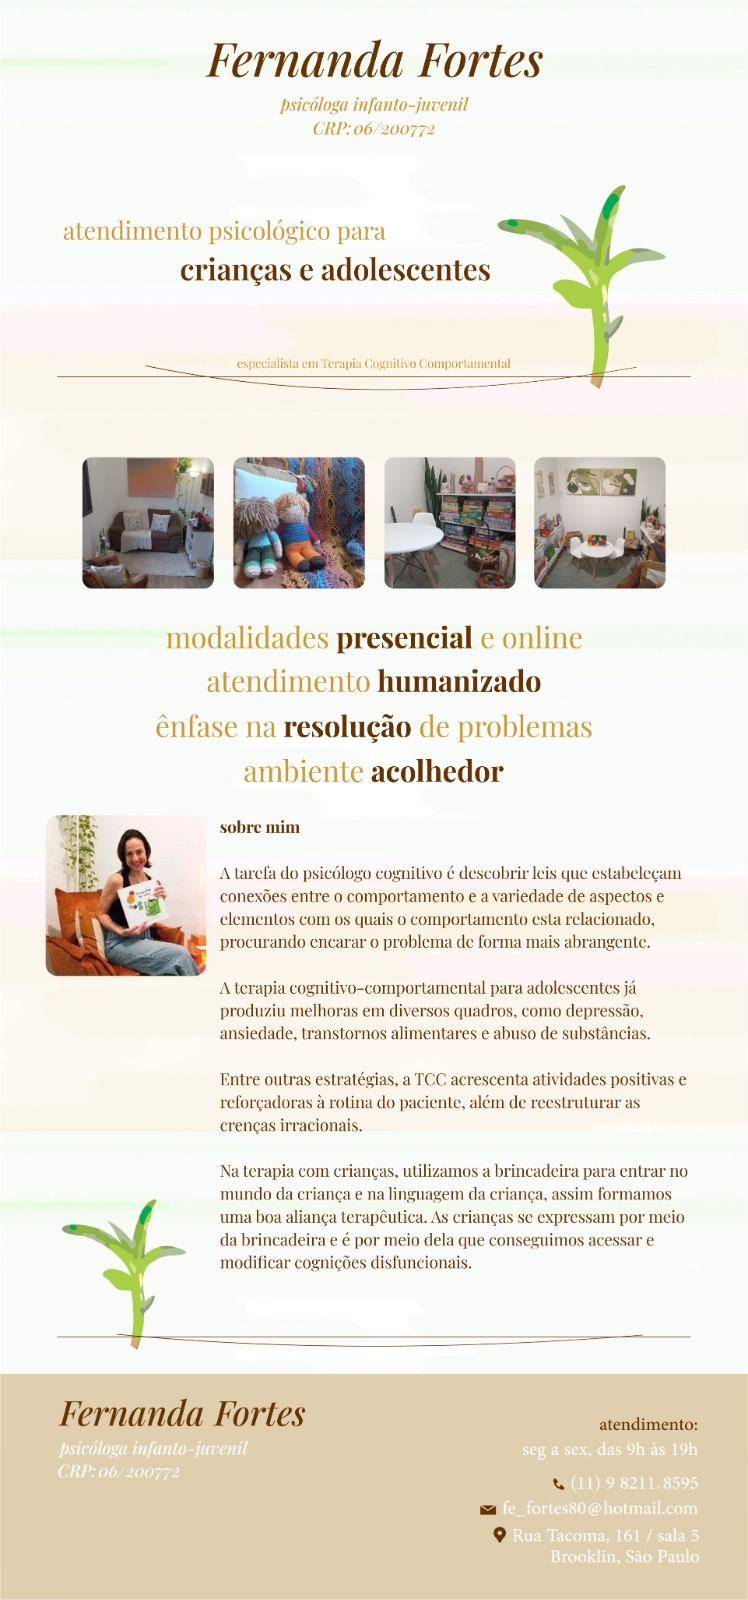 Fernanda Fortes
psicóloga infanto-juvenil
CRP: 06/200772
atendimento psicológico para
crianças e adolescentes
especialista em Terapia Cognitivo Comportamental
modalidades presencial e online
atendimento humanizado
ênfase na resolução de problemas
ambiente acolhedor
sobre mim
A tarefa do psicólogo cognitivo é descobrir leis que estabeleçam
conexões entre o comportamento e a variedade de aspectos e
elementos com os quais o comportamento esta relacionado,
procurando encarar o problema de forma mais abrangente.
A terapia cognitivo-comportamental para adolescentes já
produziu melhoras em diversos quadros, como depressão,
ansiedade, transtornos alimentares e abuso de substâncias.
Entre outras estratégias, a TCC acrescenta atividades positivas e
reforçadoras à rotina do paciente, além de reestruturar as
crenças irracionais.
Na terapia com crianças, utilizamos a brincadeira para entrar no
mundo da criança e na linguagem da criança, assim formamos
uma boa aliança terapêutica. As crianças se expressam por meio
da brincadeira e é por meio dela que conseguimos acessar e
modificar cognições disfuncionais.
Fernanda Fortes
psicóloga infanto-juvenil
CRP: 06/200772
atendimento:
seg a sex, das 9h às 19h
(11) 9 8211.8595
fe_fortes80@hotmail.com
Rua Tacoma, 161 / sala 5
Brooklin, São Paulo